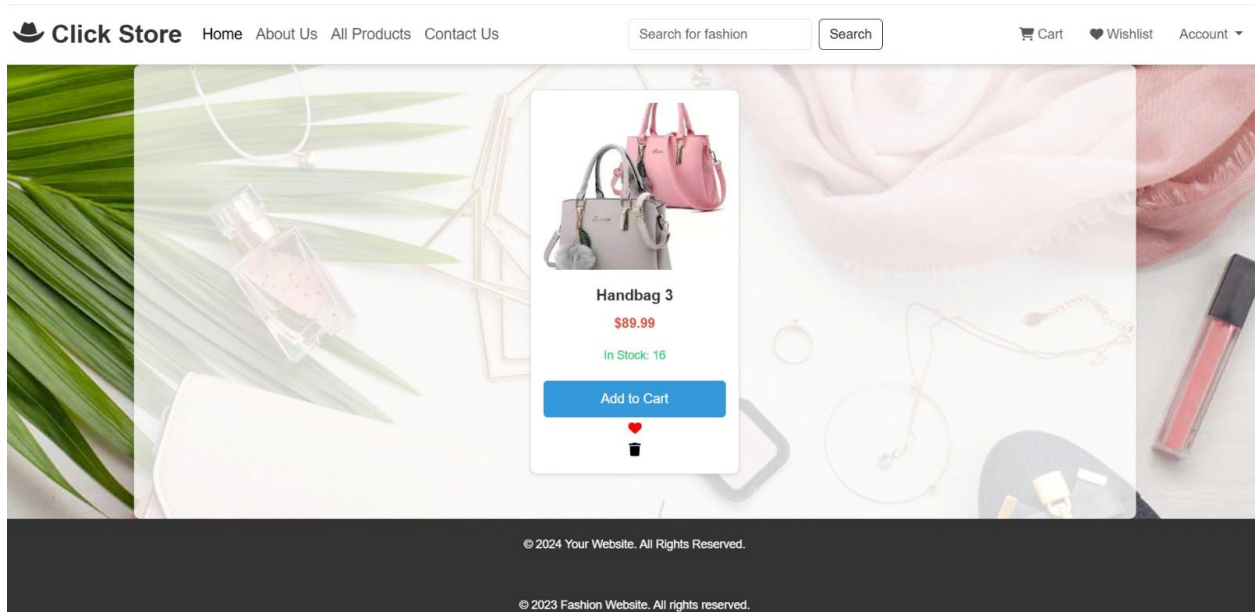 Click Store Home About Us All Products Contact Us Search for fashion Search Cart Wishlist Account
Handbag 3
$89.99
In Stock: 16
Add to Cart
© 2024 Your Website. All Rights Reserved.
© 2023 Fashion Website. All rights reserved.